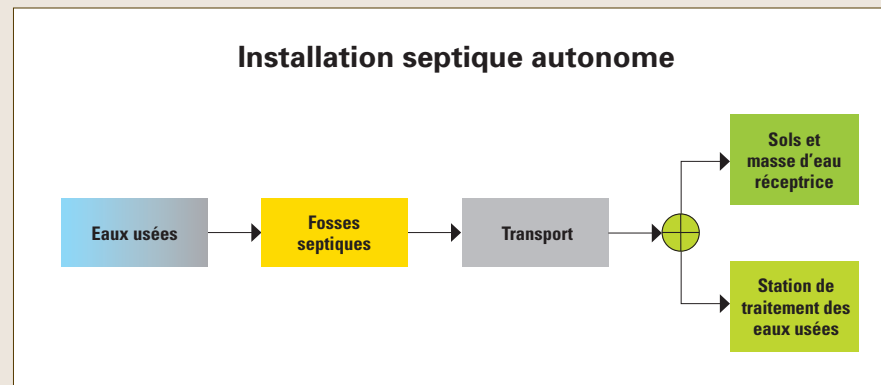 Installation septique autonome
Eaux usées
Fosses
septiques
Transport
Sols et
masse d'eau
réceptrice
Station de
traitement des
eaux usées